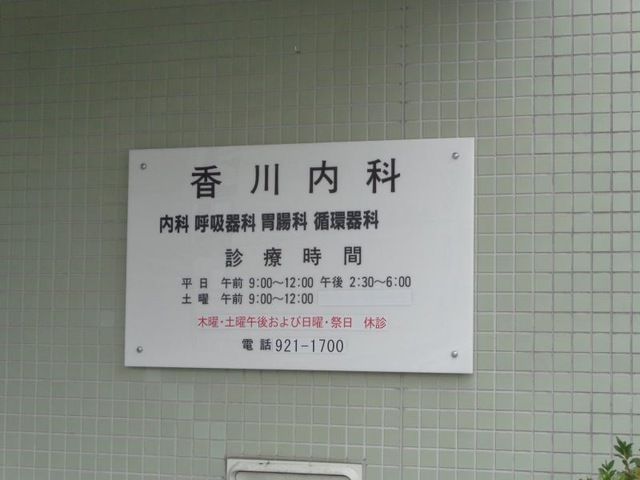 香川内科
内科 呼吸器科 胃腸科 循環器科
診療時間
平日 午前 9:00～12:00 午後 2:30～6:00
土曜 午前 9:00～12:00
木曜・土曜午後および日曜・祭日 休診
電話 921-1700